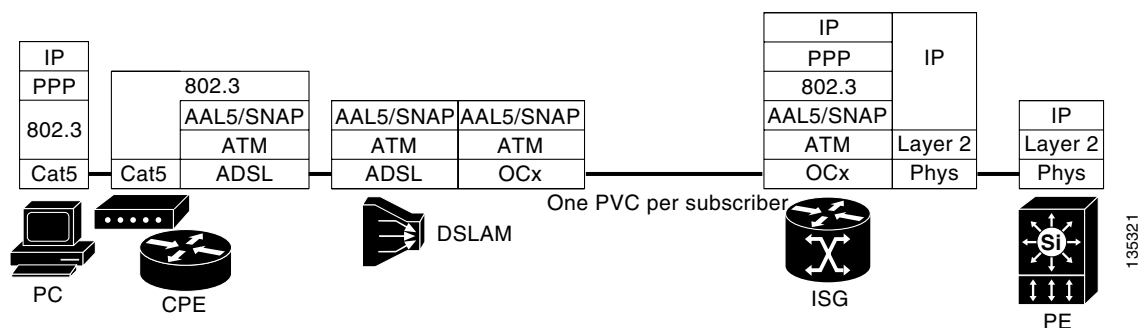 IP
PPP
802.3
Cat5
802.3
AAL5/SNAP
ATM
Cat5 ADSL
AAL5/SNAP AAL5/SNAP
ATM ATM
ADSL OCx
One PVC per subscriber
IP
PPP IP
802.3
AAL5/SNAP
ATM Layer 2
OCx Phys
IP
Layer 2
Phys
PC
CPE
DSLAM
ISG
Si
PE
135321